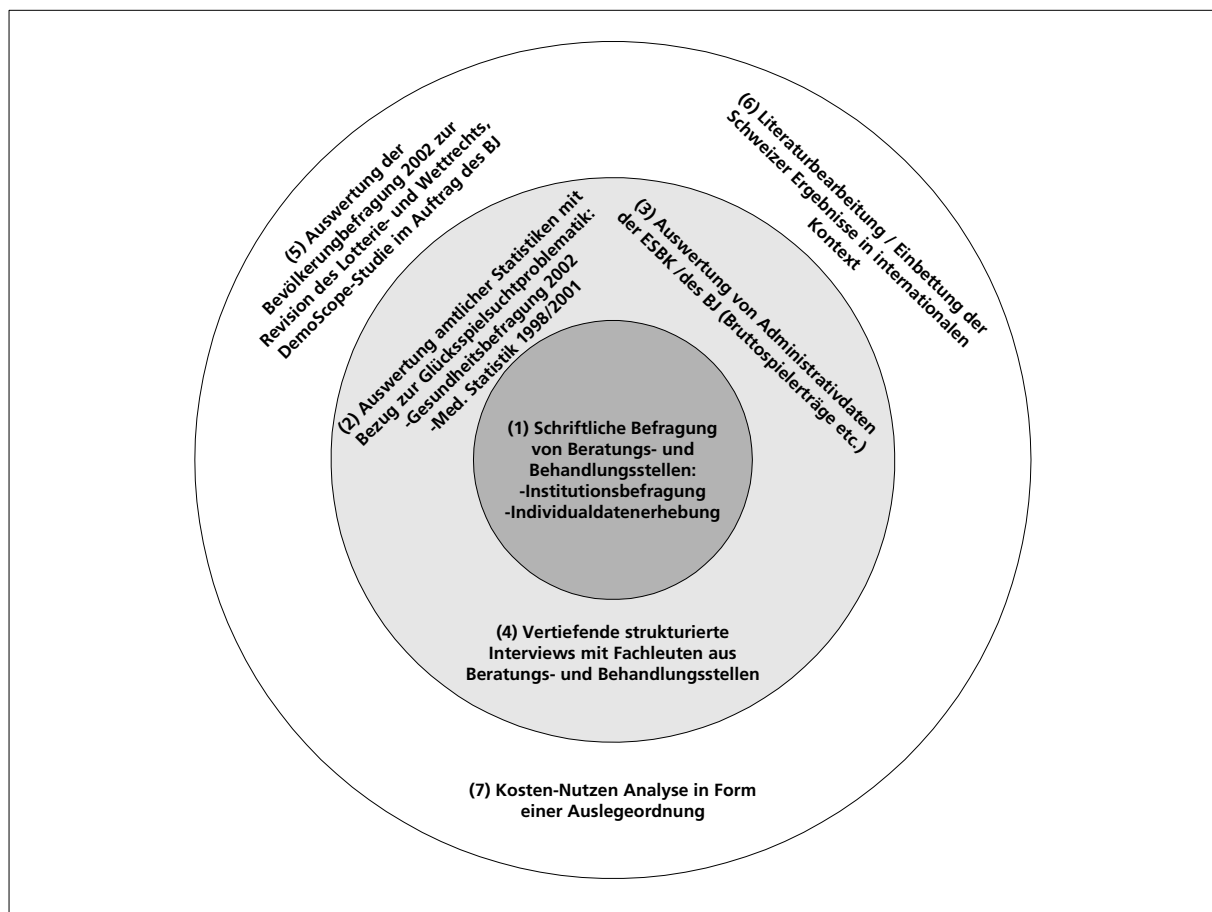 (5) Auswertung der
Bevölkerungbefragung 2002 zur
Revision des Lotterie- und Wettrechts,
DemoScope-Studie im Auftrag des BJ
(6) Literaturbearbeitung / Einbettung der
Schweizer Ergebnisse in internationalen
Kontext
(2) Auswertung amtlicher Statistiken mit
Bezug zur Glücksspielsuchtproblematik:
-Gesundheitsbefragung 2002
-Med. Statistik 1998/2001
(3) Auswertung von Administrativdaten
der ESBK /des BJ (Bruttospielerträge etc.)
(1) Schriftliche Befragung
von Beratungs- und
Behandlungsstellen:
-Institutionsbefragung
-Individualdatenerhebung
(4) Vertiefende strukturierte
Interviews mit Fachleuten aus
Beratungs- und Behandlungsstellen
(7) Kosten-Nutzen Analyse in Form
einer Auslegeordnung